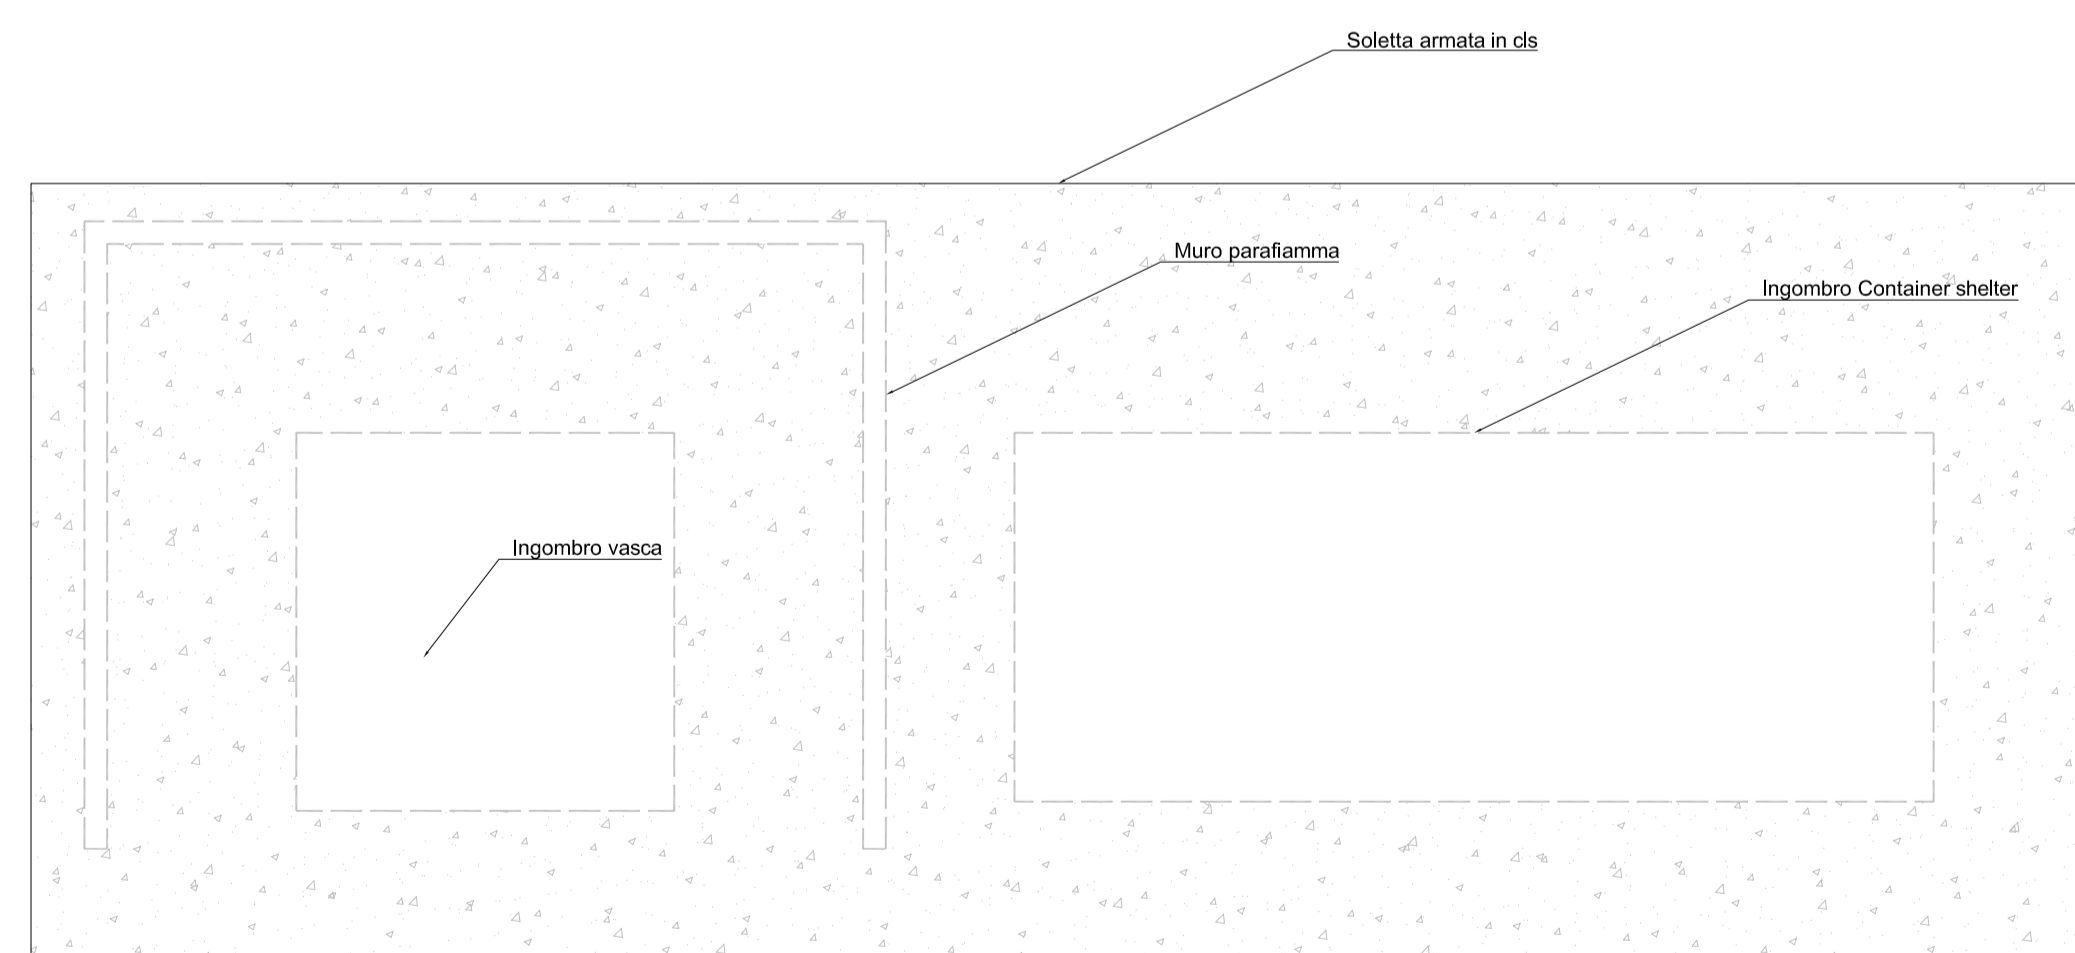 Soletta armata in cls
Muro parafiamma
Ingombro Container shelter
Ingombro vasca